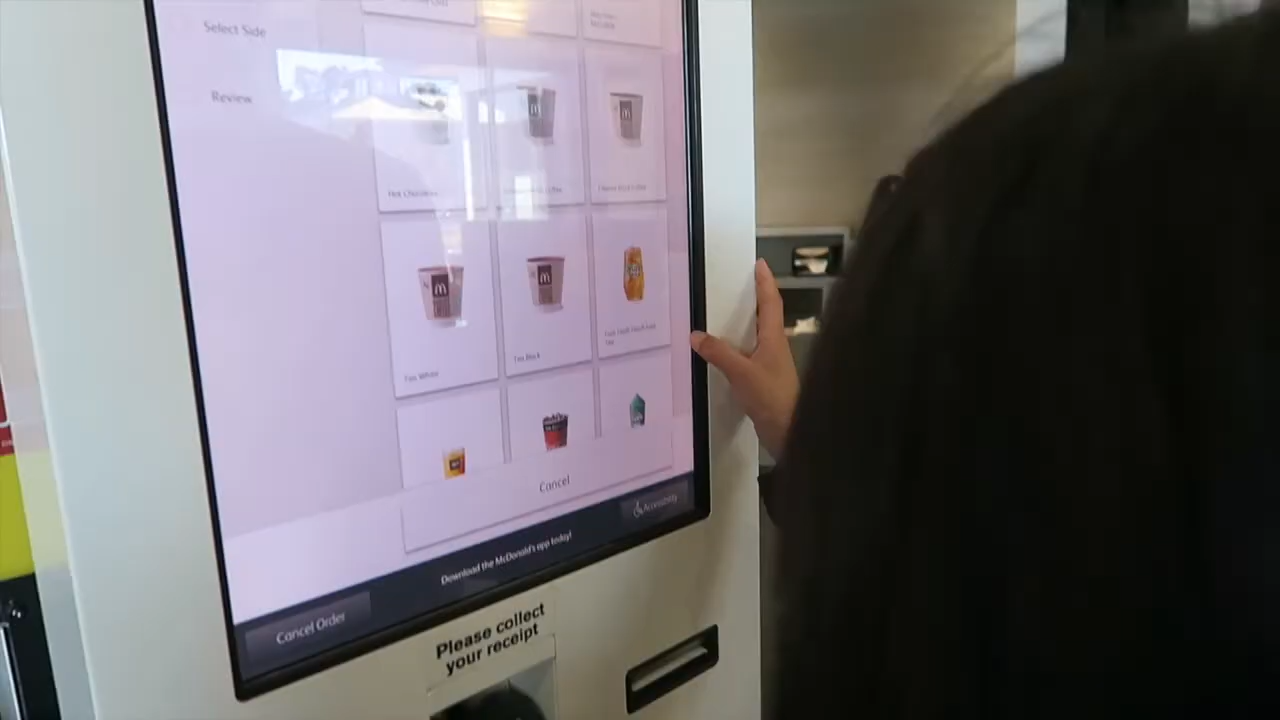 Select Side
Review
Hot Chocolate
Tea White
Tea Black
Cancel
Accessibility
Download the McDonald's app today!
Cancel Order
Please collect
your receipt